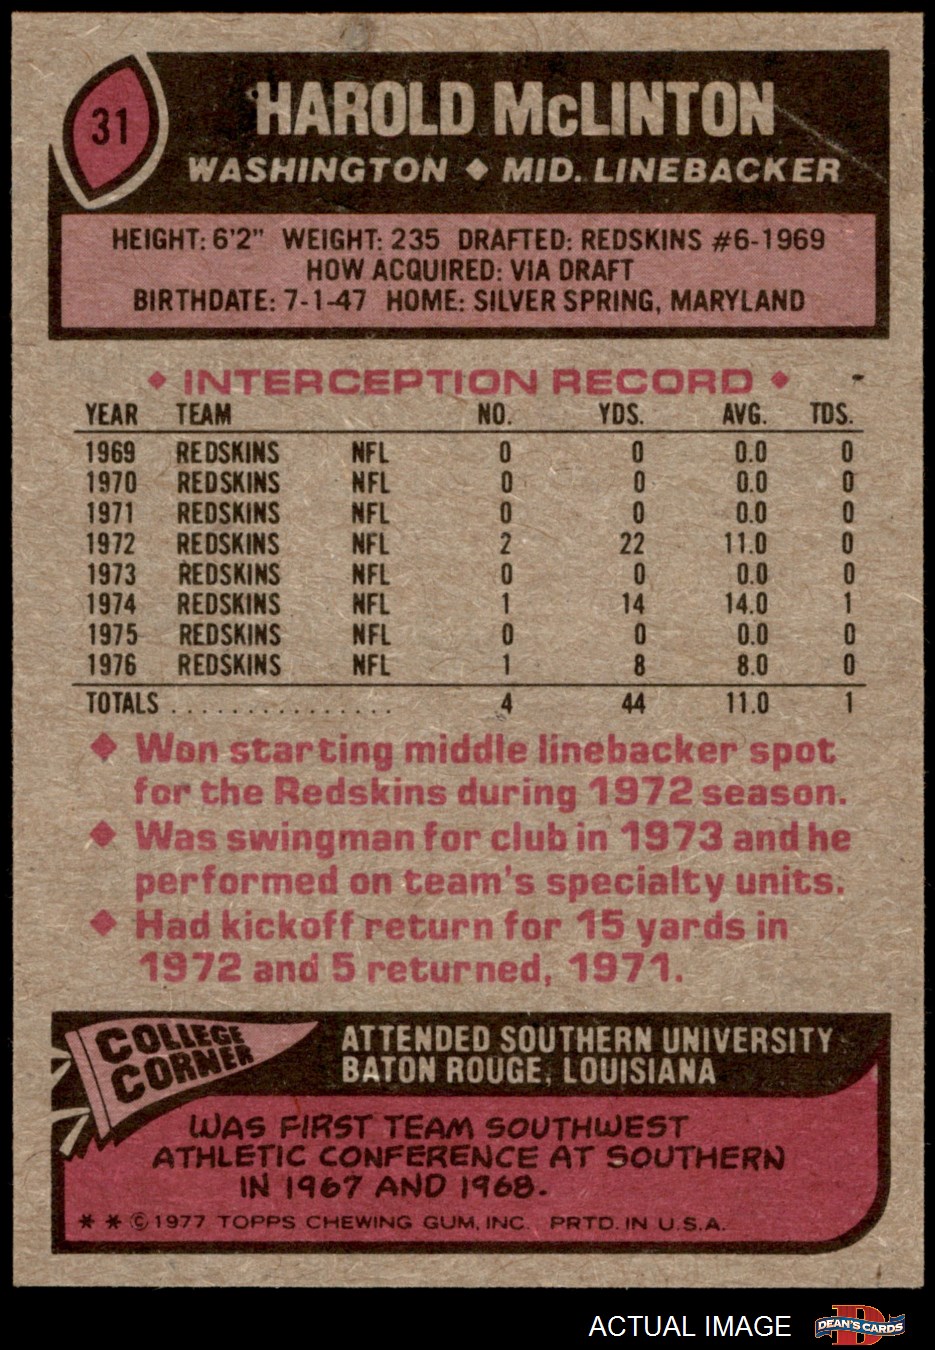 31
HAROLD McLINTON
WASHINGTON ◆ MID. LINEBACKER
HEIGHT: 6'2" WEIGHT: 235 DRAFTED: REDSKINS #6-1969
HOW ACQUIRED: VIA DRAFT
BIRTHDATE: 7-1-47 HOME: SILVER SPRING, MARYLAND
◆ INTERCEPTION RECORD ◆
YEAR TEAM NO. YDS. AVG. TDS.
1969 REDSKINS NFL 0 0 0.0 0
1970 REDSKINS NFL 0 0 0.0 0
1971 REDSKINS NFL 0 0 0.0 0
1972 REDSKINS NFL 2 22 11.0 0
1973 REDSKINS NFL 0 0 0.0 0
1974 REDSKINS NFL 1 14 14.0 1
1975 REDSKINS NFL 0 0 0.0 0
1976 REDSKINS NFL 1 8 8.0 0
TOTALS . . . . . . . . . . . . . . . 4 44 11.0 1
◆ Won starting middle linebacker spot
for the Redskins during 1972 season.
◆ Was swingman for club in 1973 and he
performed on team's specialty units.
◆ Had kickoff return for 15 yards in
1972 and 5 returned, 1971.
COLLEGE
CORNER
ATTENDED SOUTHERN UNIVERSITY
BATON ROUGE, LOUISIANA
WAS FIRST TEAM SOUTHWEST
ATHLETIC CONFERENCE AT SOUTHERN
IN 1967 AND 1968.
* * © 1977 TOPPS CHEWING GUM, INC. PRTD. IN U.S.A.
ACTUAL IMAGE
D
DEAN'S CARDS